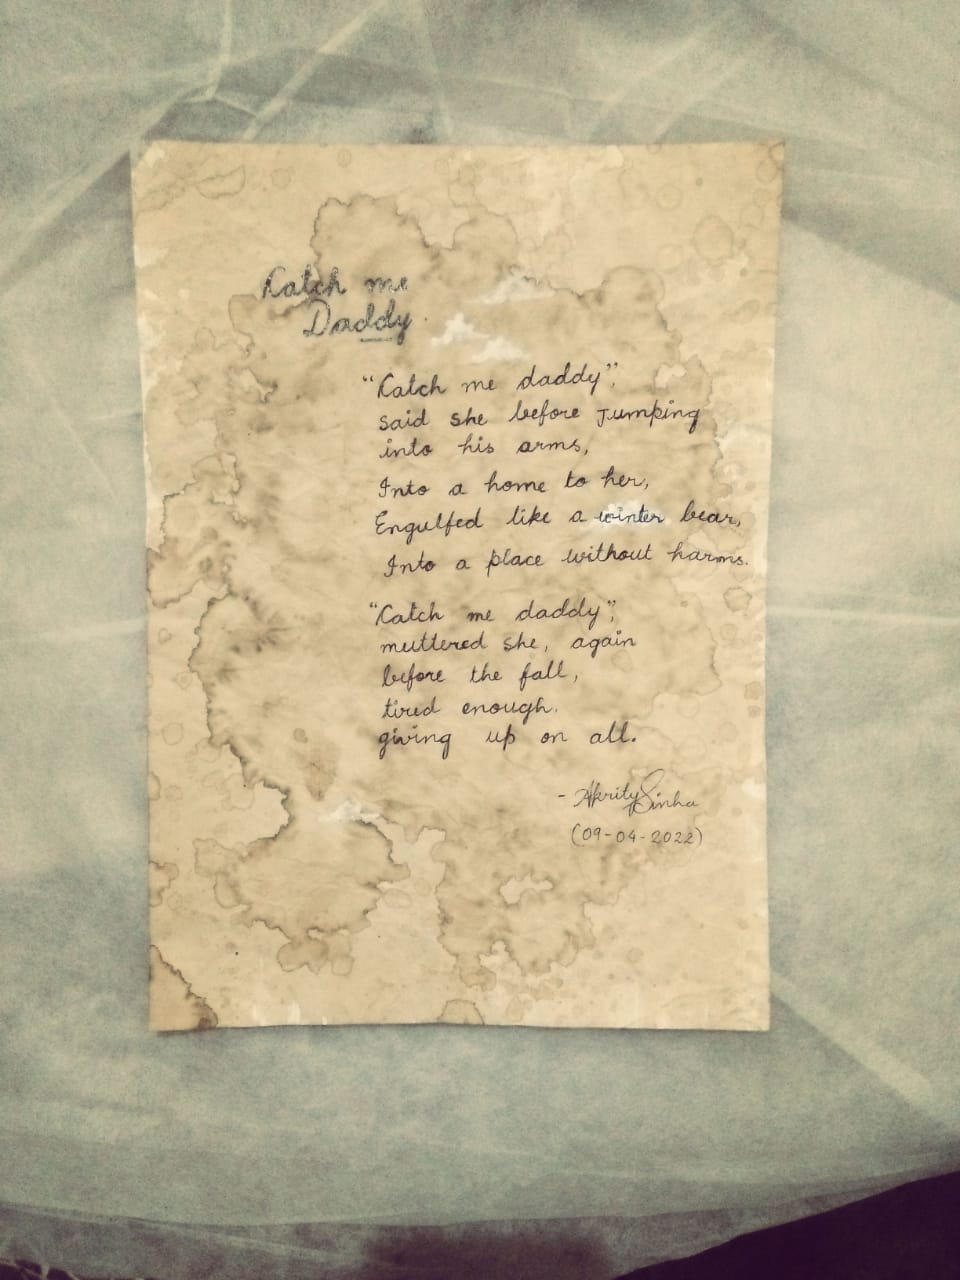 Catch me
Daddy.
"Catch me daddy",
said she before Jumping
into his arms,
Into a home to her,
Engulfed like a winter bear,
Into a place without harms.
"Catch me daddy",
muttered she, again
before the fall,
tired enough.
giving up on all.
- Akrity Sinha
(09-04-2022)